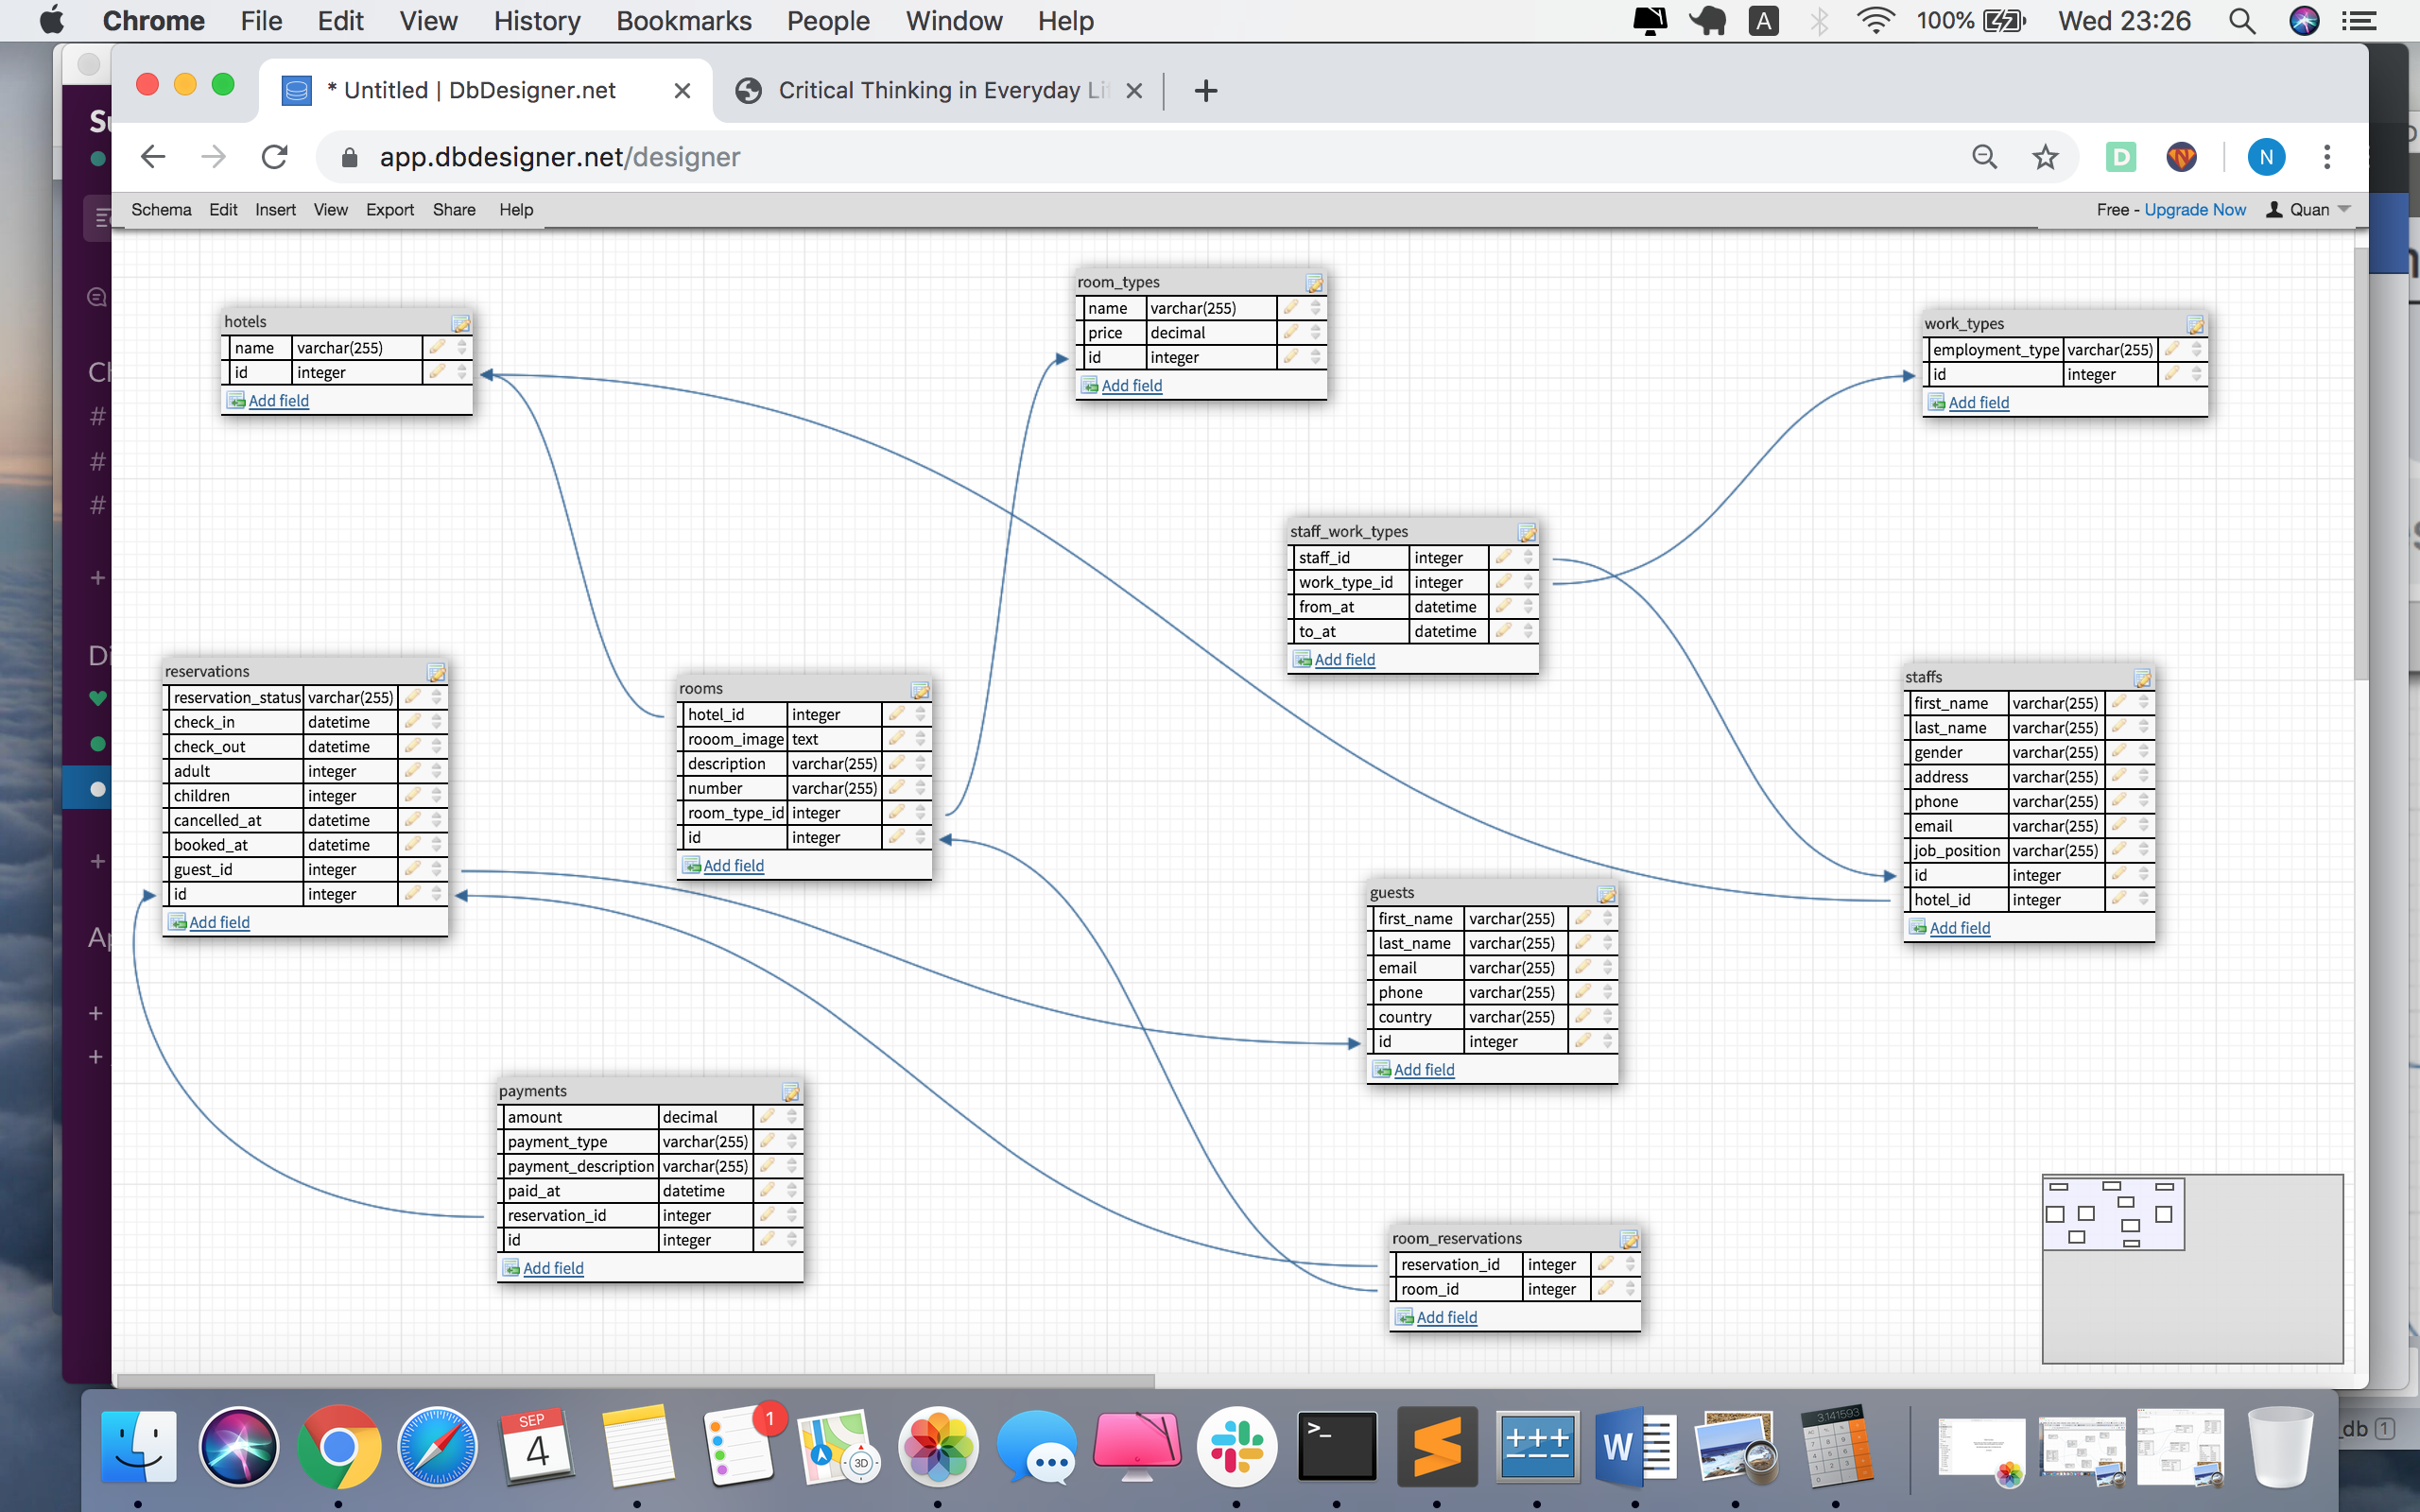 Chrome File Edit View History Bookmarks People Window Help A 100% Wed 23:26
* Untitled | DbDesigner.net
Critical Thinking in Everyday Li
app.dbdesigner.net/designer
D
N
Schema Edit Insert View Export Share Help
Free - Upgrade Now Quan
hotels
name varchar(255)
id integer
Add field
room_types
name varchar(255)
price decimal
id integer
Add field
work_types
employment_type varchar(255)
id integer
Add field
staff_work_types
staff_id integer
work_type_id integer
from_at datetime
to_at datetime
Add field
reservations
reservation_status varchar(255)
check_in datetime
check_out datetime
adult integer
children integer
cancelled_at datetime
booked_at datetime
guest_id integer
id integer
Add field
rooms
hotel_id integer
rooom_image text
description varchar(255)
number varchar(255)
room_type_id integer
id integer
Add field
staffs
first_name varchar(255)
last_name varchar(255)
gender varchar(255)
address varchar(255)
phone varchar(255)
email varchar(255)
job_position varchar(255)
id integer
hotel_id integer
Add field
guests
first_name varchar(255)
last_name varchar(255)
email varchar(255)
phone varchar(255)
country varchar(255)
id integer
Add field
payments
amount decimal
payment_type varchar(255)
payment_description varchar(255)
paid_at datetime
reservation_id integer
id integer
Add field
room_reservations
reservation_id integer
room_id integer
Add field
SEP
4
1
3D
>_
W
3.141593
_db 1